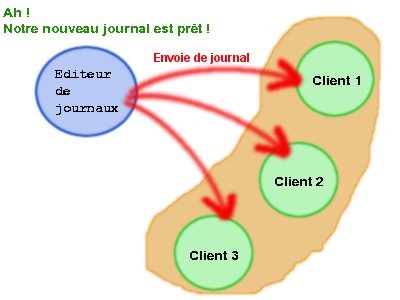 Ah !
Notre nouveau journal est prêt !
Envoie de journal
Editeur
de
journaux
Client 1
Client 2
Client 3